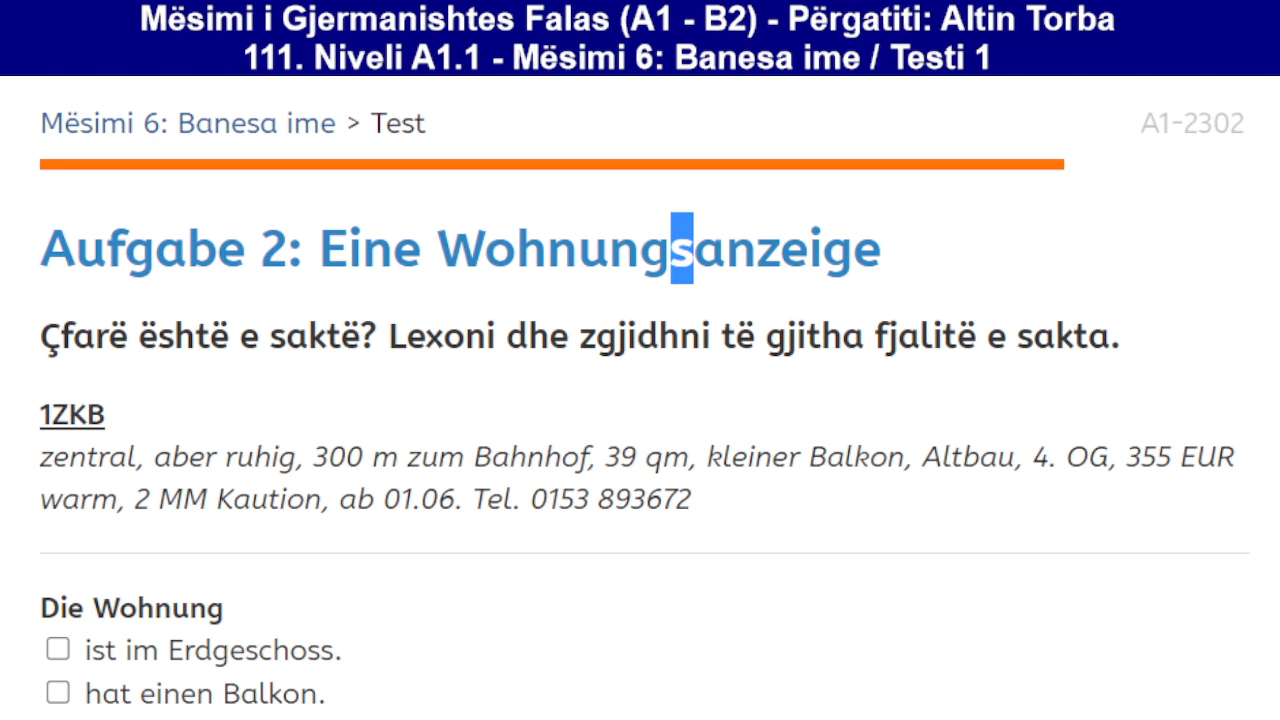 Mësimi i Gjermanishtes Falas (A1 - B2) - Përgatiti: Altin Torba
111. Niveli A1.1 - Mësimi 6: Banesa ime / Testi 1
Mësimi 6: Banesa ime > Test
A1-2302
Aufgabe 2: Eine Wohnungsanzeige
Çfarë është e saktë? Lexoni dhe zgjidhni të gjitha fjalitë e sakta.
1ZKB
zentral, aber ruhig, 300 m zum Bahnhof, 39 qm, kleiner Balkon, Altbau, 4. OG, 355 EUR
warm, 2 MM Kaution, ab 01.06. Tel. 0153 893672
Die Wohnung
ist im Erdgeschoss.
hat einen Balkon.